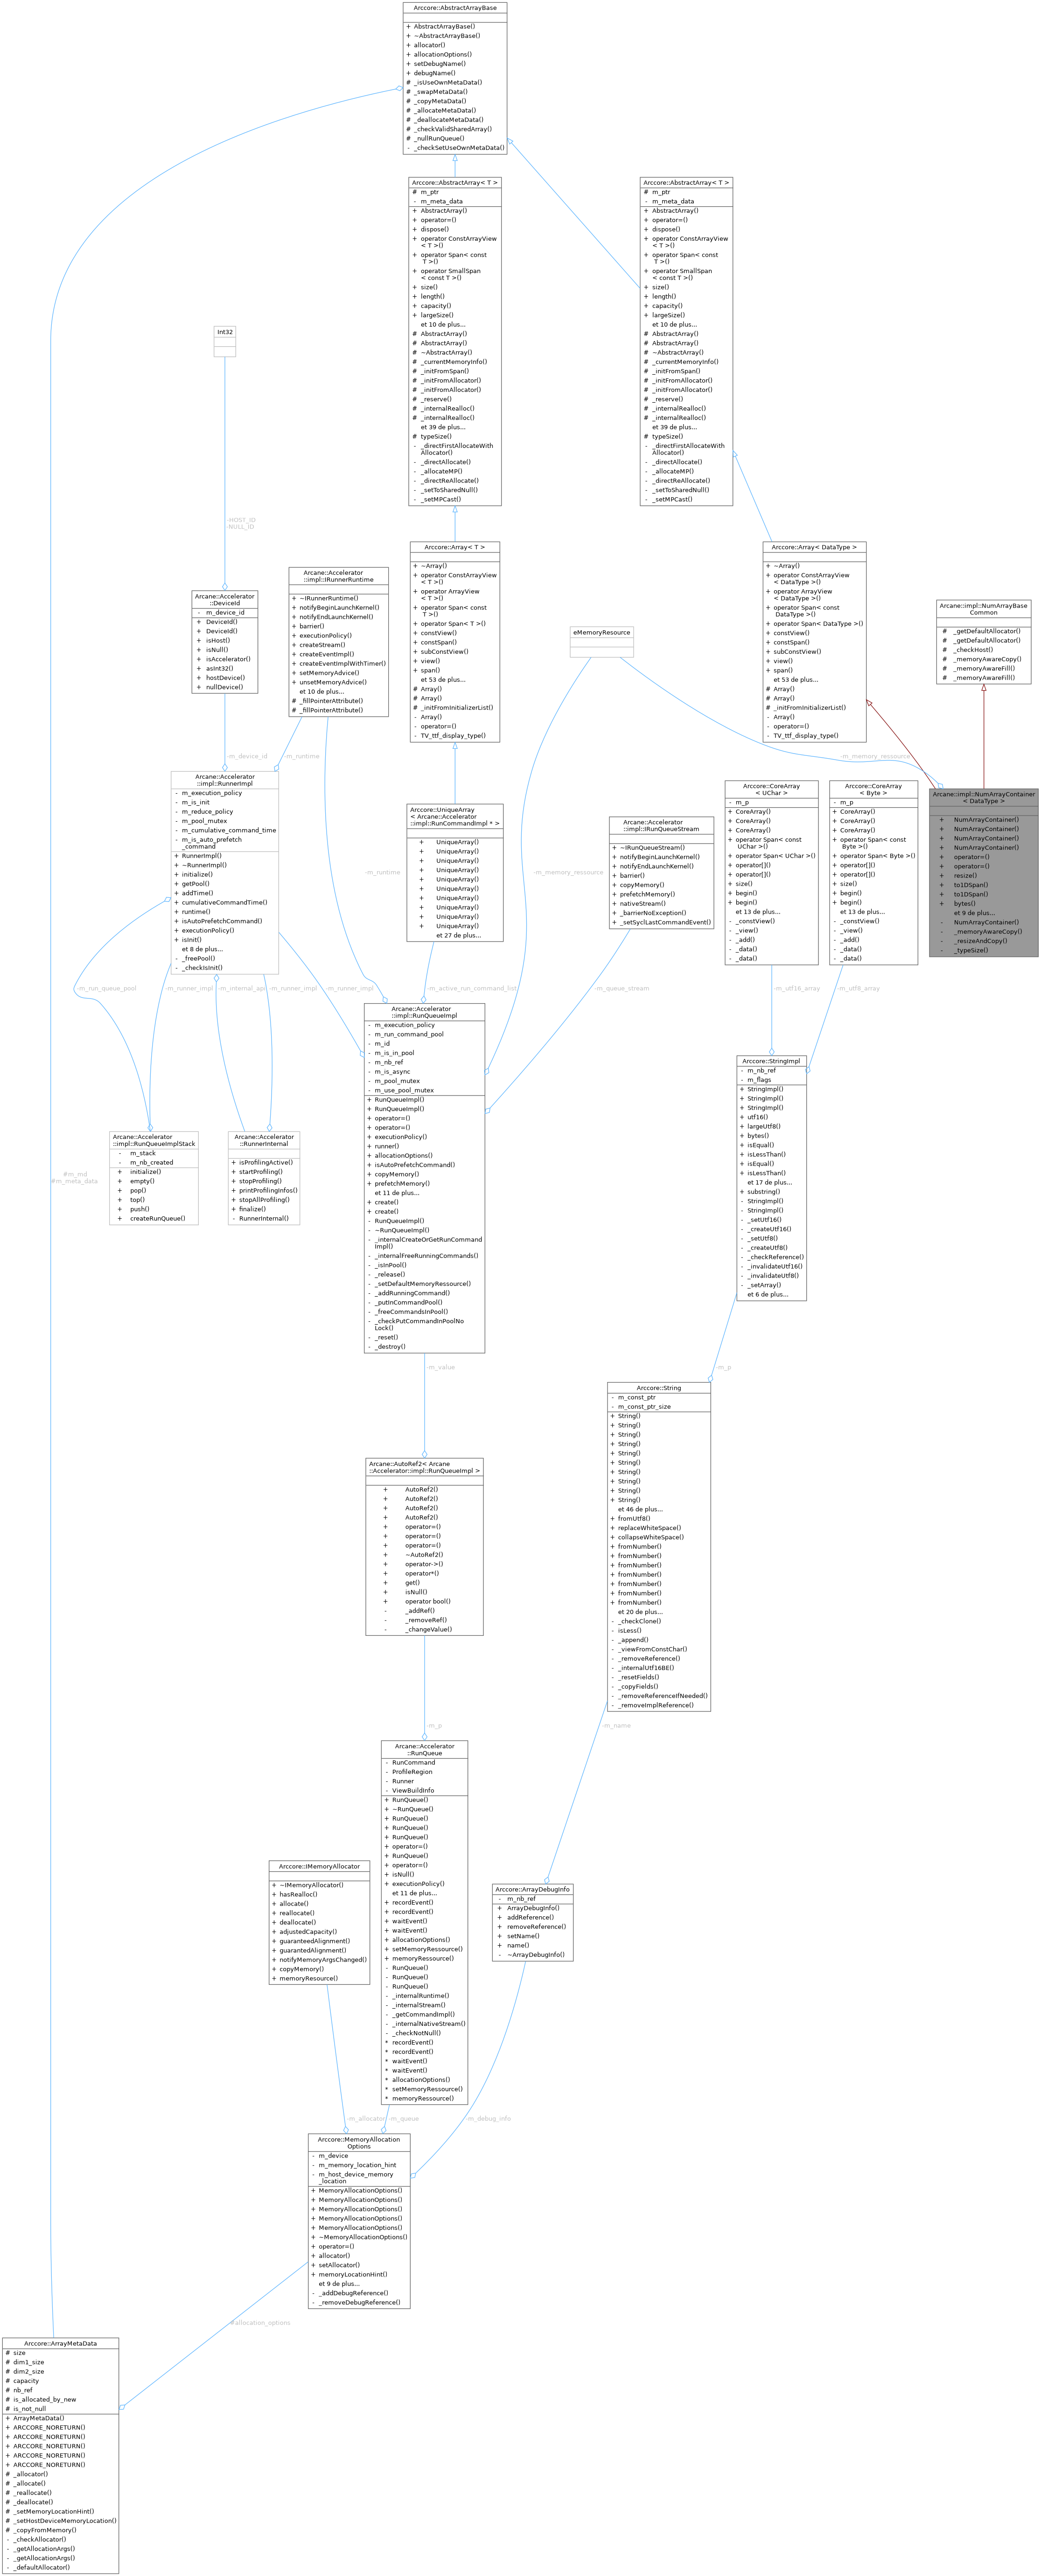 Arccore::AbstractArrayBase
+ AbstractArrayBase()
+ ~AbstractArrayBase()
+ allocator()
+ allocationOptions()
+ setDebugName()
+ debugName()
# _isUseOwnMetaData()
# _swapMetaData()
# _copyMetaData()
# _allocateMetaData()
# _deallocateMetaData()
# _checkValidSharedArray()
# _nullRunQueue()
- _checkSetUseOwnMetaData()
Arccore::AbstractArray< T >
# m_ptr
- m_meta_data
+ AbstractArray()
+ operator=()
+ dispose()
+ operator ConstArrayView
< T >()
+ operator Span< const
T >()
+ operator SmallSpan
< const T >()
+ size()
+ length()
+ capacity()
+ largeSize()
et 10 de plus...
# AbstractArray()
# AbstractArray()
# ~AbstractArray()
# _currentMemoryInfo()
# _initFromSpan()
# _initFromAllocator()
# _initFromAllocator()
# _reserve()
# _internalRealloc()
# _internalRealloc()
et 39 de plus...
# typeSize()
- _directFirstAllocateWith
Allocator()
- _directAllocate()
- _allocateMP()
- _directReAllocate()
- _setToSharedNull()
- _setMPCast()
Arccore::AbstractArray< T >
# m_ptr
- m_meta_data
+ AbstractArray()
+ operator=()
+ dispose()
+ operator ConstArrayView
< T >()
+ operator Span< const
T >()
+ operator SmallSpan
< const T >()
+ size()
+ length()
+ capacity()
+ largeSize()
et 10 de plus...
# AbstractArray()
# AbstractArray()
# ~AbstractArray()
# _currentMemoryInfo()
# _initFromSpan()
# _initFromAllocator()
# _initFromAllocator()
# _reserve()
# _internalRealloc()
# _internalRealloc()
et 39 de plus...
# typeSize()
- _directFirstAllocateWith
Allocator()
- _directAllocate()
- _allocateMP()
- _directReAllocate()
- _setToSharedNull()
- _setMPCast()
Int32
-HOST_ID
-NULL_ID
Arcane::Accelerator
::DeviceId
- m_device_id
+ DeviceId()
+ DeviceId()
+ isHost()
+ isNull()
+ isAccelerator()
+ asInt32()
+ hostDevice()
+ nullDevice()
Arcane::Accelerator
::impl::IRunnerRuntime
+ ~IRunnerRuntime()
+ notifyBeginLaunchKernel()
+ notifyEndLaunchKernel()
+ barrier()
+ executionPolicy()
+ createStream()
+ createEventImpl()
+ createEventImplWithTimer()
+ setMemoryAdvice()
+ unsetMemoryAdvice()
et 10 de plus...
# _fillPointerAttribute()
# _fillPointerAttribute()
Arccore::Array< T >
+ ~Array()
+ operator ConstArrayView
< T >()
+ operator ArrayView
< T >()
+ operator Span< const
T >()
+ operator Span< T >()
+ constView()
+ constSpan()
+ subConstView()
+ view()
+ span()
et 53 de plus...
# Array()
# Array()
# _initFromInitializerList()
- Array()
- operator=()
- TV_ttf_display_type()
eMemoryResource
Arccore::Array< DataType >
+ ~Array()
+ operator ConstArrayView
< DataType >()
+ operator ArrayView
< DataType >()
+ operator Span< const
DataType >()
+ operator Span< DataType >()
+ constView()
+ constSpan()
+ subConstView()
+ view()
+ span()
et 53 de plus...
# Array()
# Array()
# _initFromInitializerList()
- Array()
- operator=()
- TV_ttf_display_type()
Arcane::impl::NumArrayBase
Common
# _getDefaultAllocator()
# _getDefaultAllocator()
# _checkHost()
# _memoryAwareCopy()
# _memoryAwareFill()
# _memoryAwareFill()
-m_device_id
-m_runtime
-m_memory_ressource
Arcane::Accelerator
::impl::RunnerImpl
- m_execution_policy
- m_is_init
- m_reduce_policy
- m_pool_mutex
- m_cumulative_command_time
- m_is_auto_prefetch
_command
+ RunnerImpl()
+ ~RunnerImpl()
+ initialize()
+ getPool()
+ addTime()
+ cumulativeCommandTime()
+ runtime()
+ isAutoPrefetchCommand()
+ executionPolicy()
+ isInit()
et 8 de plus...
- _freePool()
- _checkIsInit()
Arccore::UniqueArray
< Arcane::Accelerator
::impl::RunCommandImpl * >
+ UniqueArray()
+ UniqueArray()
+ UniqueArray()
+ UniqueArray()
+ UniqueArray()
+ UniqueArray()
+ UniqueArray()
+ UniqueArray()
+ UniqueArray()
+ UniqueArray()
et 27 de plus...
Arcane::Accelerator
::impl::IRunQueueStream
+ ~IRunQueueStream()
+ notifyBeginLaunchKernel()
+ notifyEndLaunchKernel()
+ barrier()
+ copyMemory()
+ prefetchMemory()
+ nativeStream()
+ _barrierNoException()
+ _setSyclLastCommandEvent()
Arccore::CoreArray
< UChar >
- m_p
+ CoreArray()
+ CoreArray()
+ CoreArray()
+ operator Span< const
UChar >()
+ operator Span< UChar >()
+ operator[]()
+ operator[]()
+ size()
+ begin()
+ begin()
et 13 de plus...
- _constView()
- _view()
- _add()
- _data()
- _data()
Arccore::CoreArray
< Byte >
- m_p
+ CoreArray()
+ CoreArray()
+ CoreArray()
+ operator Span< const
Byte >()
+ operator Span< Byte >()
+ operator[]()
+ operator[]()
+ size()
+ begin()
+ begin()
et 13 de plus...
- _constView()
- _view()
- _add()
- _data()
- _data()
Arcane::impl::NumArrayContainer
< DataType >
+ NumArrayContainer()
+ NumArrayContainer()
+ NumArrayContainer()
+ NumArrayContainer()
+ operator=()
+ operator=()
+ resize()
+ to1DSpan()
+ to1DSpan()
+ bytes()
et 9 de plus...
- NumArrayContainer()
- _memoryAwareCopy()
- _resizeAndCopy()
- _typeSize()
-m_runtime
-m_memory_ressource
-m_run_queue_pool
-m_runner_impl
-m_internal_api
-m_runner_impl
-m_runner_impl
-m_active_run_command_list
-m_queue_stream
-m_utf16_array
-m_utf8_array
Arcane::Accelerator
::impl::RunQueueImpl
- m_execution_policy
- m_run_command_pool
- m_id
- m_is_in_pool
- m_nb_ref
- m_is_async
- m_pool_mutex
- m_use_pool_mutex
+ RunQueueImpl()
+ RunQueueImpl()
+ operator=()
+ operator=()
+ executionPolicy()
+ runner()
+ allocationOptions()
+ isAutoPrefetchCommand()
+ copyMemory()
+ prefetchMemory()
et 11 de plus...
+ create()
+ create()
- RunQueueImpl()
- ~RunQueueImpl()
- _internalCreateOrGetRunCommand
Impl()
- _internalFreeRunningCommands()
- _isInPool()
- _release()
- _setDefaultMemoryRessource()
- _addRunningCommand()
- _putInCommandPool()
- _freeCommandsInPool()
- _checkPutCommandInPoolNo
Lock()
- _reset()
- _destroy()
Arccore::StringImpl
- m_nb_ref
- m_flags
+ StringImpl()
+ StringImpl()
+ StringImpl()
+ utf16()
+ largeUtf8()
+ bytes()
+ isEqual()
+ isLessThan()
+ isEqual()
+ isLessThan()
et 17 de plus...
+ substring()
- StringImpl()
- StringImpl()
- _setUtf16()
- _createUtf16()
- _setUtf8()
- _createUtf8()
- _checkReference()
- _invalidateUtf16()
- _invalidateUtf8()
- _setArray()
et 6 de plus...
Arcane::Accelerator
::impl::RunQueueImplStack
- m_stack
- m_nb_created
+ initialize()
+ empty()
+ pop()
+ top()
+ push()
+ createRunQueue()
Arcane::Accelerator
::RunnerInternal
+ isProfilingActive()
+ startProfiling()
+ stopProfiling()
+ printProfilingInfos()
+ stopAllProfiling()
+ finalize()
- RunnerInternal()
#m_md
#m_meta_data
-m_value
-m_p
Arccore::String
- m_const_ptr
- m_const_ptr_size
+ String()
+ String()
+ String()
+ String()
+ String()
+ String()
+ String()
+ String()
+ String()
+ String()
et 46 de plus...
+ fromUtf8()
+ replaceWhiteSpace()
+ collapseWhiteSpace()
+ fromNumber()
+ fromNumber()
+ fromNumber()
+ fromNumber()
+ fromNumber()
+ fromNumber()
+ fromNumber()
et 20 de plus...
- _checkClone()
- isLess()
- _append()
- _viewFromConstChar()
- _removeReference()
- _internalUtf16BE()
- _resetFields()
- _copyFields()
- _removeReferenceIfNeeded()
- _removeImplReference()
Arcane::AutoRef2< Arcane
::Accelerator::impl::RunQueueImpl >
+ AutoRef2()
+ AutoRef2()
+ AutoRef2()
+ AutoRef2()
+ operator=()
+ operator=()
+ operator=()
+ ~AutoRef2()
+ operator->()
+ operator*()
+ get()
+ isNull()
+ operator bool()
- _addRef()
- _removeRef()
- _changeValue()
-m_p
-m_name
Arcane::Accelerator
::RunQueue
- RunCommand
- ProfileRegion
- Runner
- ViewBuildInfo
+ RunQueue()
+ ~RunQueue()
+ RunQueue()
+ RunQueue()
+ RunQueue()
+ operator=()
+ RunQueue()
+ operator=()
+ isNull()
+ executionPolicy()
et 11 de plus...
+ recordEvent()
+ recordEvent()
+ waitEvent()
+ waitEvent()
+ allocationOptions()
+ setMemoryRessource()
+ memoryRessource()
- RunQueue()
- RunQueue()
- RunQueue()
- _internalRuntime()
- _internalStream()
- _getCommandImpl()
- _internalNativeStream()
- _checkNotNull()
* recordEvent()
* recordEvent()
* waitEvent()
* waitEvent()
* allocationOptions()
* setMemoryRessource()
* memoryRessource()
Arccore::IMemoryAllocator
+ ~IMemoryAllocator()
+ hasRealloc()
+ allocate()
+ reallocate()
+ deallocate()
+ adjustedCapacity()
+ guaranteedAlignment()
+ guarantedAlignment()
+ notifyMemoryArgsChanged()
+ copyMemory()
+ memoryResource()
Arccore::ArrayDebugInfo
- m_nb_ref
+ ArrayDebugInfo()
+ addReference()
+ removeReference()
+ setName()
+ name()
- ~ArrayDebugInfo()
-m_allocator
-m_queue
-m_debug_info
Arccore::MemoryAllocation
Options
- m_device
- m_memory_location_hint
- m_host_device_memory
_location
+ MemoryAllocationOptions()
+ MemoryAllocationOptions()
+ MemoryAllocationOptions()
+ MemoryAllocationOptions()
+ MemoryAllocationOptions()
+ ~MemoryAllocationOptions()
+ operator=()
+ allocator()
+ setAllocator()
+ memoryLocationHint()
et 9 de plus...
- _addDebugReference()
- _removeDebugReference()
#allocation_options
Arccore::ArrayMetaData
# size
# dim1_size
# dim2_size
# capacity
# nb_ref
# is_allocated_by_new
# is_not_null
+ ArrayMetaData()
+ ARCCORE_NORETURN()
+ ARCCORE_NORETURN()
+ ARCCORE_NORETURN()
+ ARCCORE_NORETURN()
+ ARCCORE_NORETURN()
# _allocator()
# _allocate()
# _reallocate()
# _deallocate()
# _setMemoryLocationHint()
# _setHostDeviceMemoryLocation()
# _copyFromMemory()
- _checkAllocator()
- _getAllocationArgs()
- _getAllocationArgs()
- _defaultAllocator()